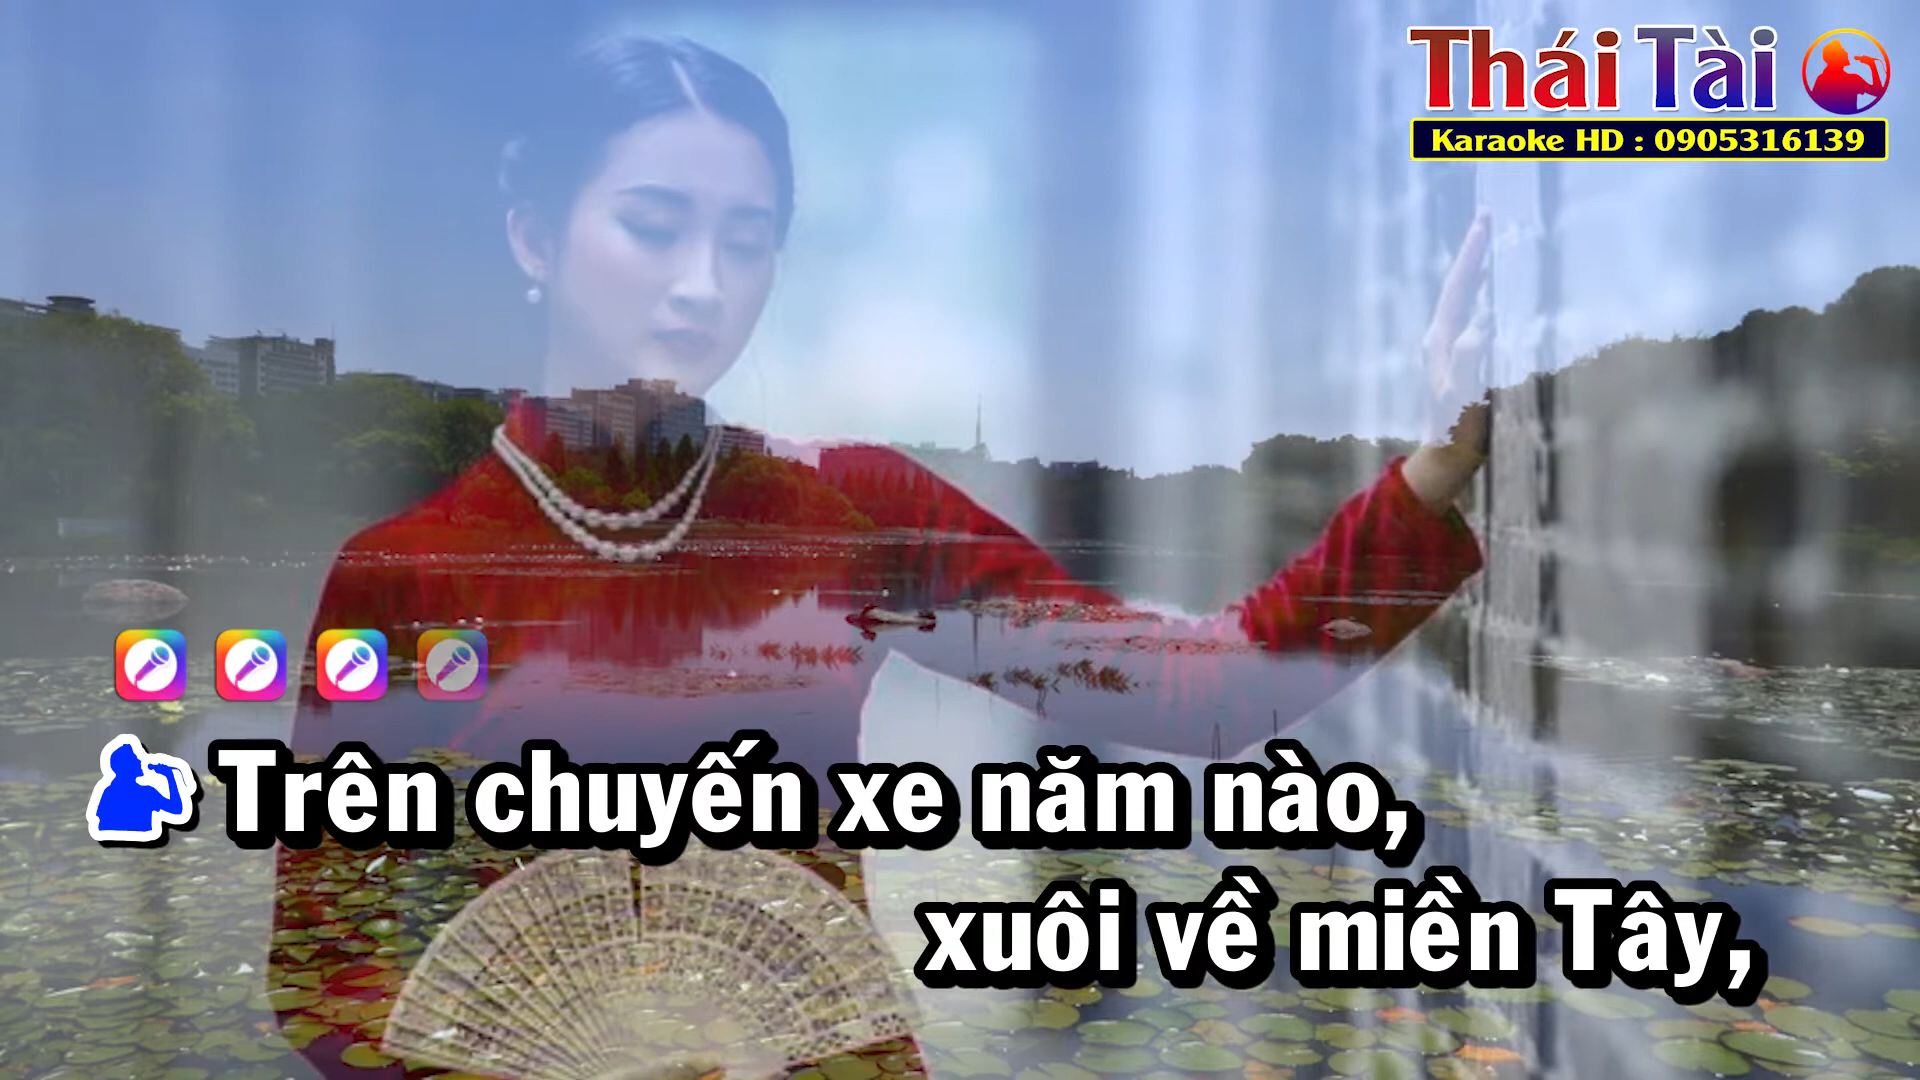 Thái Tài
Karaoke HD : 0905316139
Trên chuyến xe năm nào,
xuôi về miền Tây,